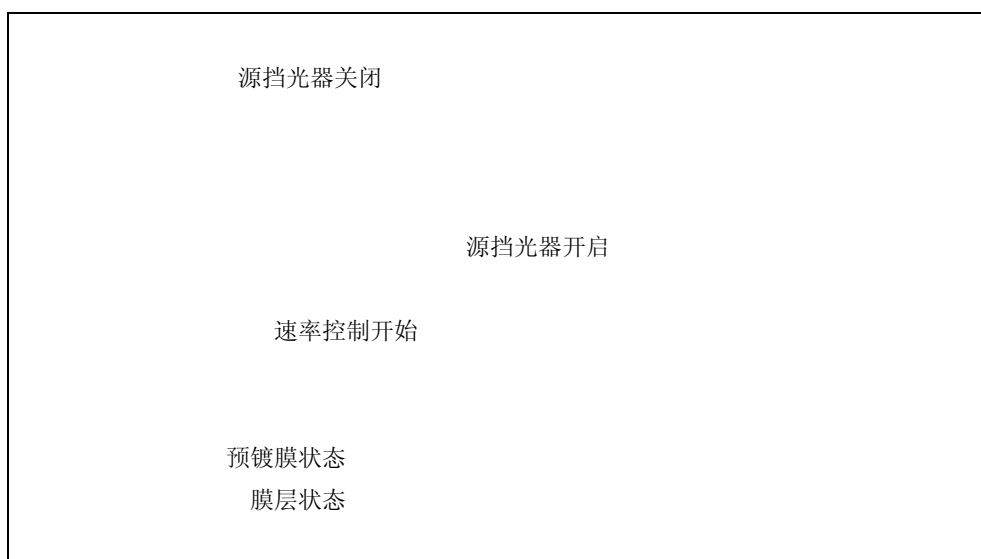 源挡光器关闭
源挡光器开启
速率控制开始
预镀膜状态
膜层状态